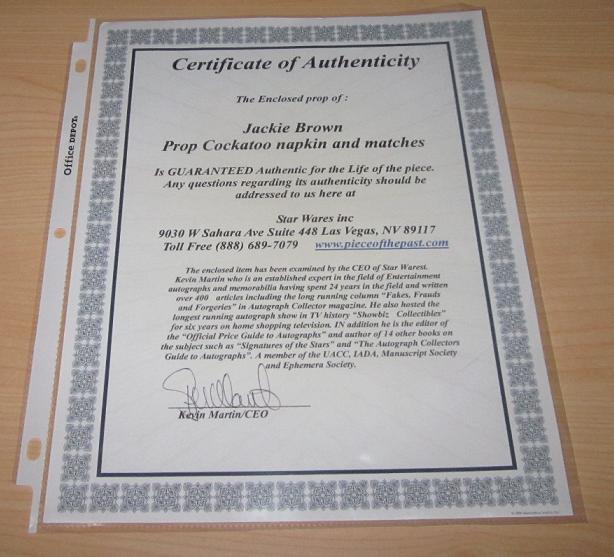 Certificate of Authenticity
The Enclosed prop of :
Jackie Brown
Prop Cockatoo napkin and matches
Is GUARANTEED Authentic for the Life of the piece.
Any questions regarding its authenticity should be
addressed to us here at
Star Wares inc
9030 W Sahara Ave Suite 448 Las Vegas, NV 89117
Toll Free (888) 689-7079 www.pieceofthepast.com
The enclosed item has been examined by the CEO of Star Warest.
Kevin Martin who is an established expert in the field of Entertainment
autographs and memorabilia having spent 24 years in the field and written
over 400 articles including the long running column "Fakes, Frauds
and Forgeries" in Autograph Collector magazine. He also hosted the
longest running autograph show in TV history "Showbiz Collectibles"
for six years on home shopping television. IN addition he is the editor of
the "Official Price Guide to Autographs" and author of 14 other books on
the subject such as "Signatures of the Stars" and "The Autograph Collectors
Guide to Autographs". A member of the UACC, IADA, Manuscript Society
and Ephemera Society.
Kevin Martin/CEO
Office DEPOT.